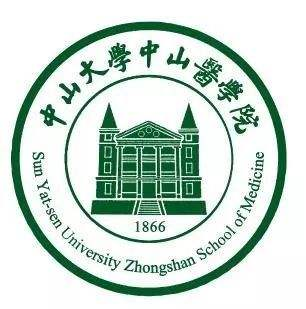 中山大學中山醫學院
1866
Sun Yat-sen University Zhongshan School of Medicine